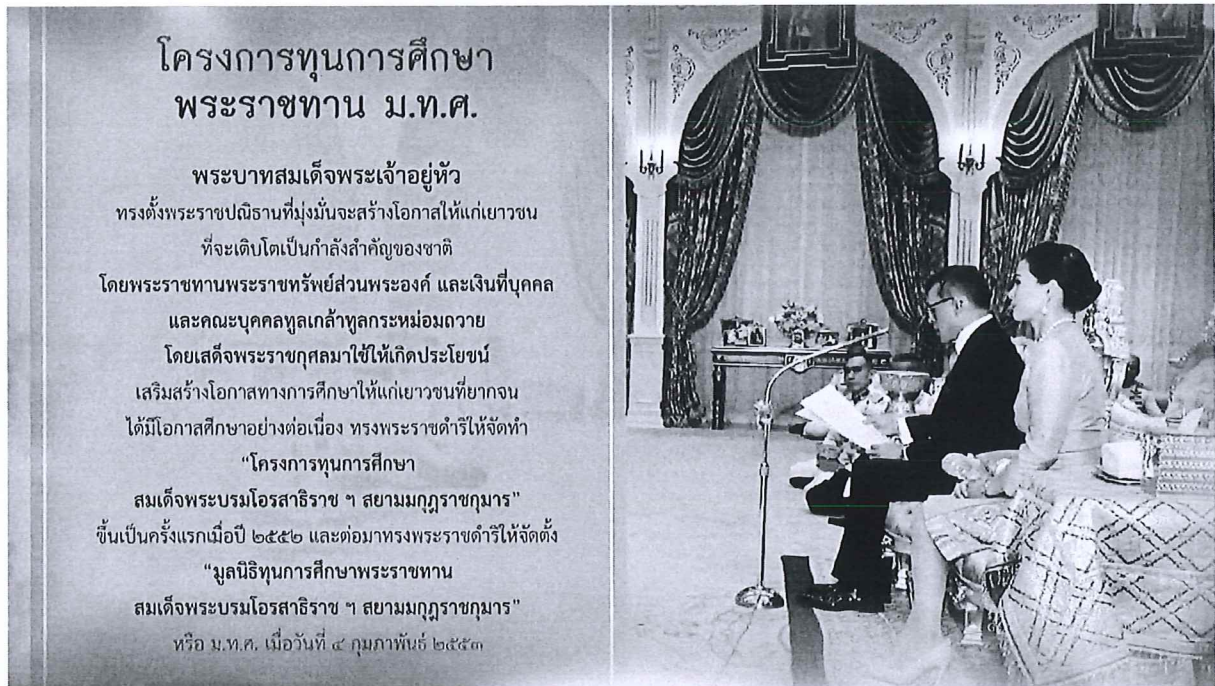 โครงการทุนการศึกษา
พระราชทาน ม.ท.ศ.
พระบาทสมเด็จพระเจ้าอยู่หัว
ทรงตั้งพระราชปณิธานที่มุ่งมั่นจะสร้างโอกาสให้แก่เยาวชน
ที่จะเติบโตเป็นกำลังสำคัญของชาติ
โดยพระราชทานพระราชทรัพย์ส่วนพระองค์ และเงินที่บุคคล
และคณะบุคคลทูลเกล้าทูลกระหม่อมถวาย
โดยเสด็จพระราชกุศลมาใช้ให้เกิดประโยชน์
เสริมสร้างโอกาสทางการศึกษาให้แก่เยาวชนที่ยากจน
ได้มีโอกาสศึกษาอย่างต่อเนื่อง ทรงพระราชดำริให้จัดทำ
“โครงการทุนการศึกษา
สมเด็จพระบรมโอรสาธิราช ฯ สยามมกุฎราชกุมาร”
ขึ้นเป็นครั้งแรกเมื่อปี ๒๕๕๒ และต่อมาทรงพระราชดำริให้จัดตั้ง
“มูลนิธิทุนการศึกษาพระราชทาน
สมเด็จพระบรมโอรสาธิราช ฯ สยามมกุฎราชกุมาร”
หรือ ม.ท.ศ. เมื่อวันที่ ๔ กุมภาพันธ์ ๒๕๕๓